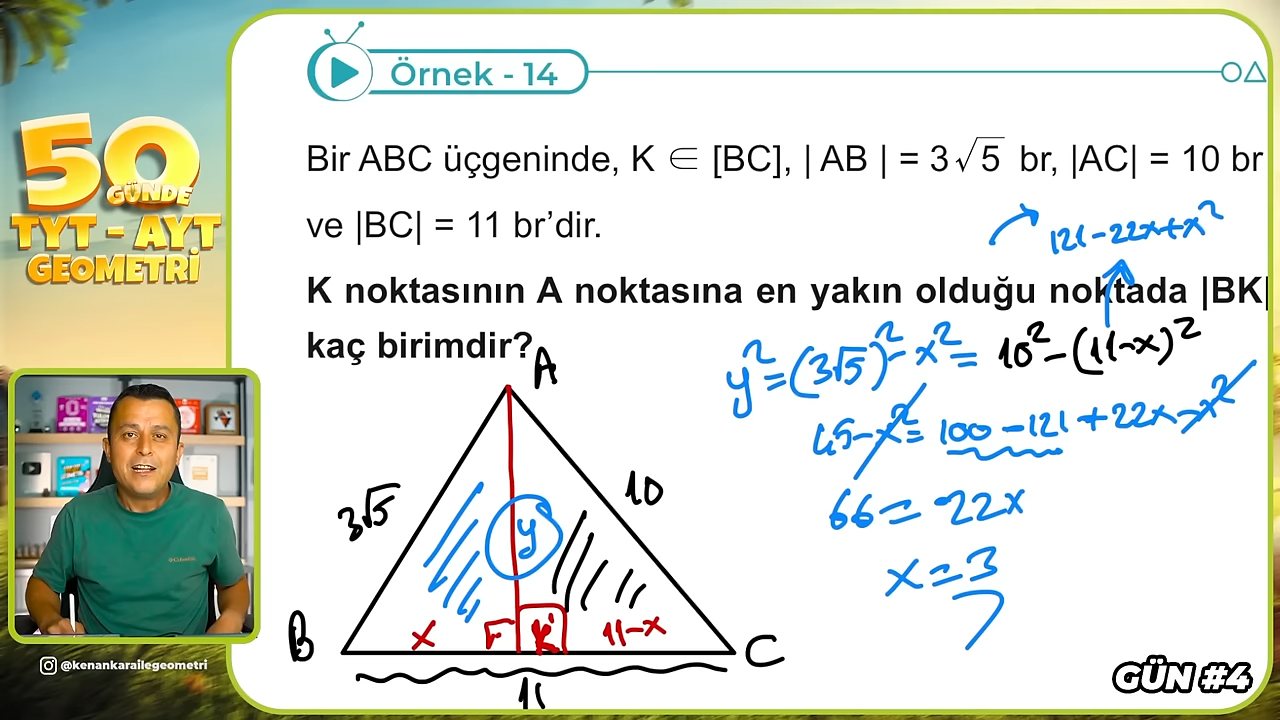 Örnek - 14
50
GÜNDE
TYT - AYT
GEOMETRİ
Bir ABC üçgeninde, K ∈ [BC], | AB | = 3√5 br, |AC| = 10 br
ve |BC| = 11 br’dir.
K noktasının A noktasına en yakın olduğu noktada |BK|
kaç birimdir?
121-22x+x²
y²=(3√5)²-x²= 10²-(11-x)²
45-x²=100-121+22x-x²
66=22x
x=3
A
3√5
10
y
B
x
K
11-x
C
11
@kenankarailegeometri
GÜN #4